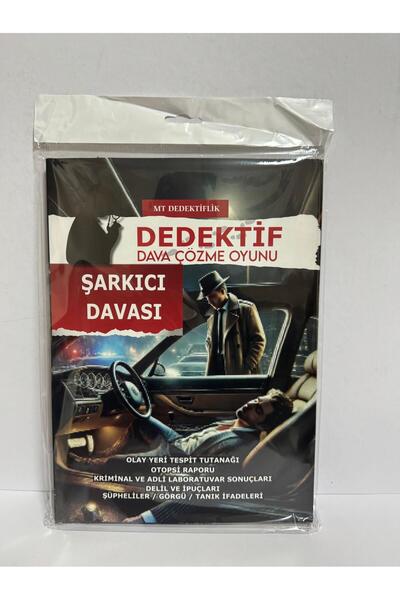 MT DEDEKTİFLİK
DEDEKTİF
DAVA ÇÖZME OYUNU
ŞARKICI
DAVASI
OLAY YERİ TESPİT TUTANAĞI
OTOPSİ RAPORU
KRİMİNAL VE ADLİ LABORATUVAR SONUÇLARI
DELİL VE İPUÇLARI
ŞÜPHELİLER / GÖRGÜ / TANIK İFADELERİ